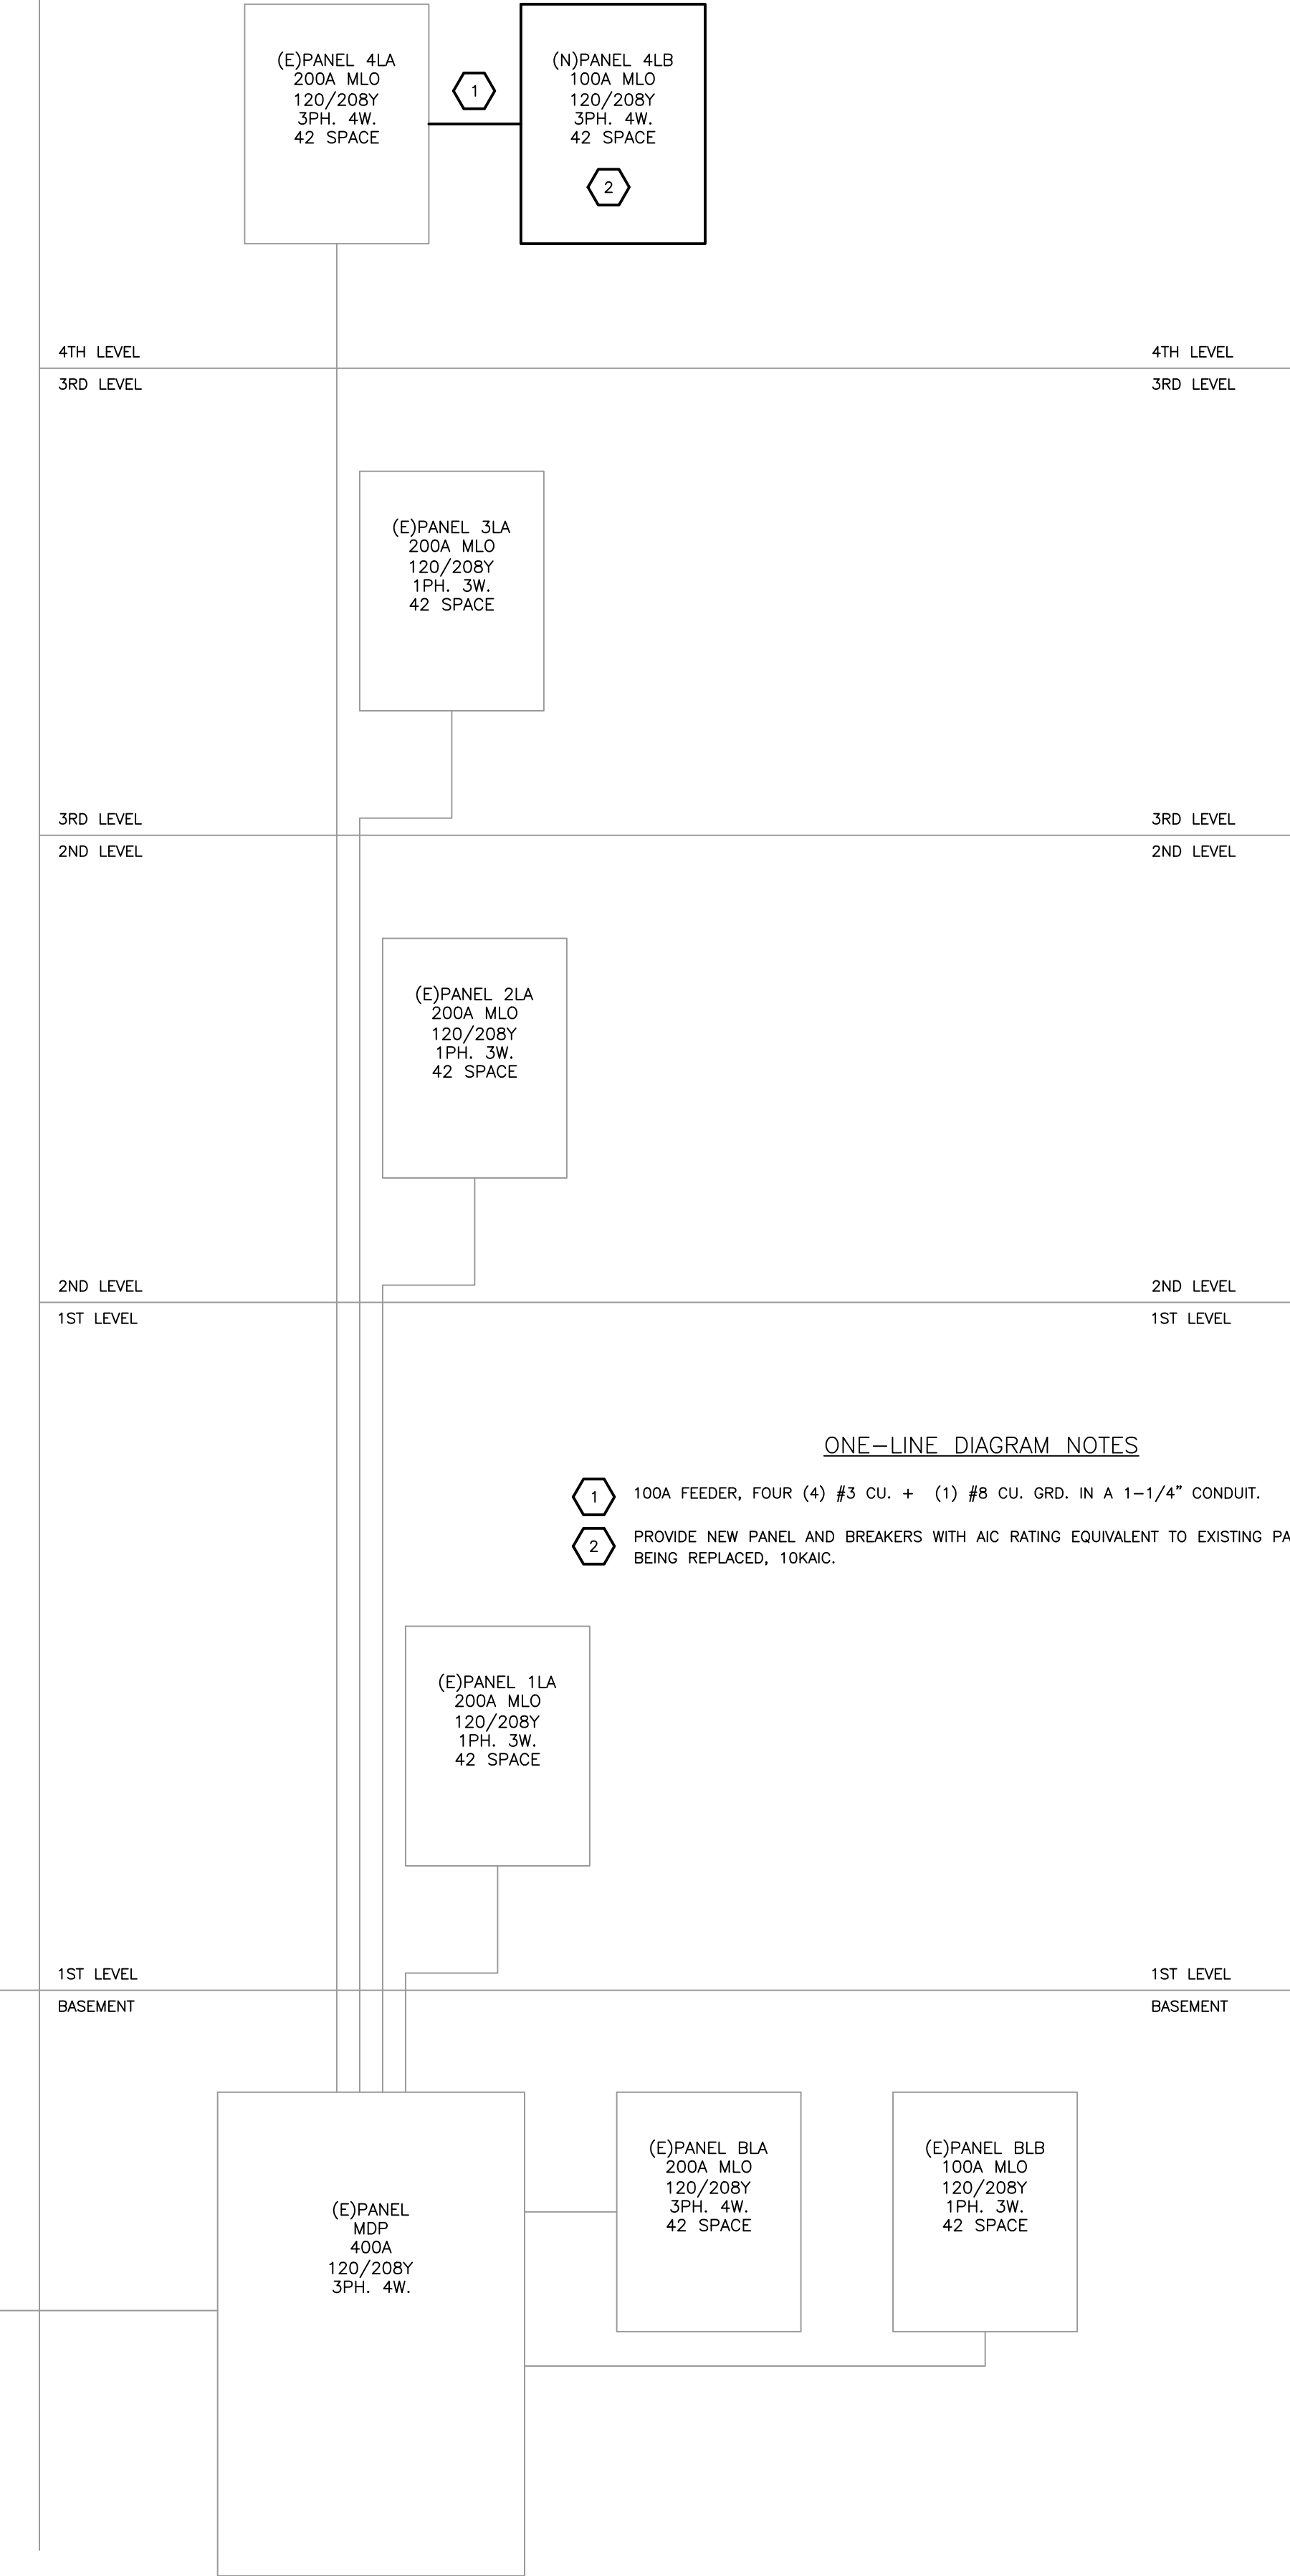 (E)PANEL 4LA
200A MLO
120/208Y
3PH. 4W.
42 SPACE
1
(N)PANEL 4LB
100A MLO
120/208Y
3PH. 4W.
42 SPACE
2
4TH LEVEL
4TH LEVEL
3RD LEVEL
3RD LEVEL
(E)PANEL 3LA
200A MLO
120/208Y
1PH. 3W.
42 SPACE
3RD LEVEL
3RD LEVEL
2ND LEVEL
2ND LEVEL
(E)PANEL 2LA
200A MLO
120/208Y
1PH. 3W.
42 SPACE
2ND LEVEL
2ND LEVEL
1ST LEVEL
1ST LEVEL
ONE-LINE DIAGRAM NOTES
1 100A FEEDER, FOUR (4) #3 CU. + (1) #8 CU. GRD. IN A 1-1/4" CONDUIT.
2 PROVIDE NEW PANEL AND BREAKERS WITH AIC RATING EQUIVALENT TO EXISTING
BEING REPLACED, 10KAIC.
(E)PANEL 1LA
200A MLO
120/208Y
1PH. 3W.
42 SPACE
1ST LEVEL
1ST LEVEL
BASEMENT
BASEMENT
(E)PANEL
MDP
400A
120/208Y
3PH. 4W.
(E)PANEL BLA
200A MLO
120/208Y
3PH. 4W.
42 SPACE
(E)PANEL BLB
100A MLO
120/208Y
1PH. 3W.
42 SPACE